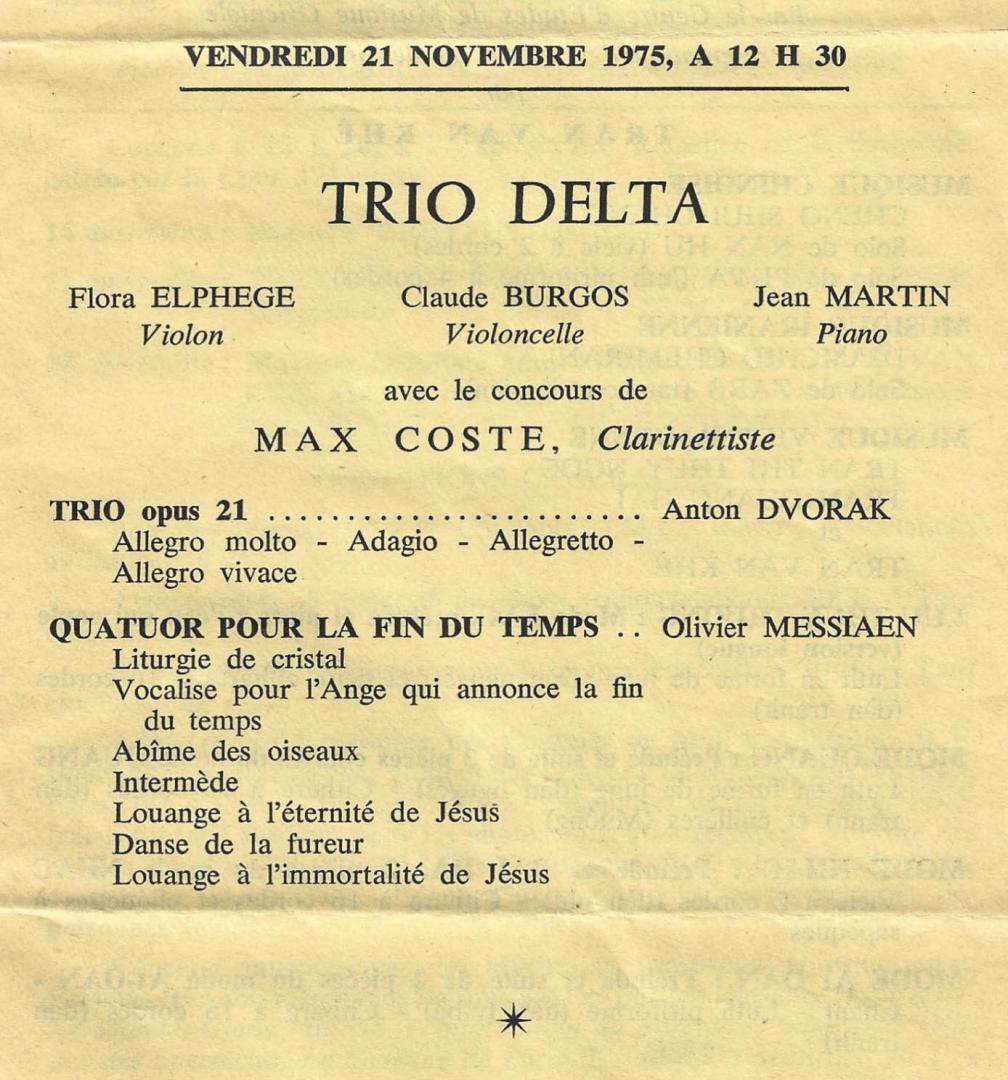 VENDREDI 21 NOVEMBRE 1975, A 12 H 30
TRIO DELTA
Flora ELPHEGE Claude BURGOS Jean MARTIN
Violon Violoncelle Piano
avec le concours de
MAX COSTE, Clarinettiste
TRIO opus 21 ........................ Anton DVORAK
Allegro molto - Adagio - Allegretto -
Allegro vivace
QUATUOR POUR LA FIN DU TEMPS .. Olivier MESSIAEN
Liturgie de cristal
Vocalise pour l'Ange qui annonce la fin
du temps
Abîme des oiseaux
Intermède
Louange à l'éternité de Jésus
Danse de la fureur
Louange à l'immortalité de Jésus